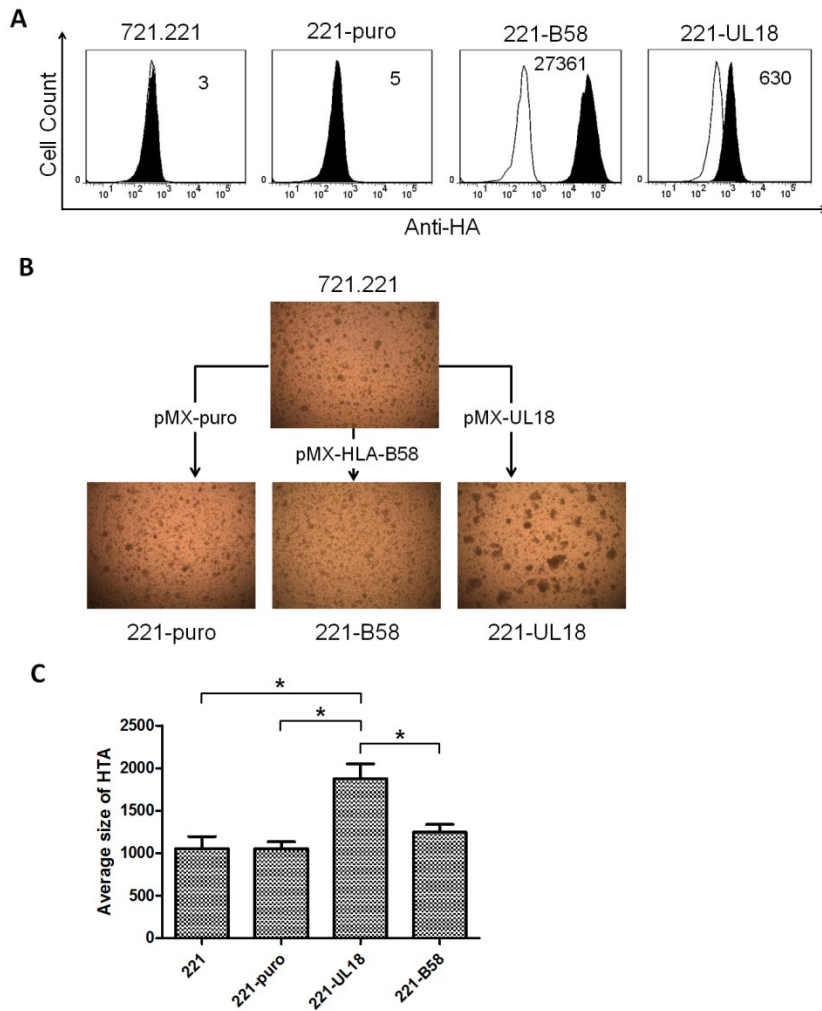 A
721.221 221-puro 221-B58 221-UL18
3 5 27361 630
Cell Count
0 0 0 0
10¹ 10² 10³ 10⁴ 10⁵ 10¹ 10² 10³ 10⁴ 10⁵ 10¹ 10² 10³ 10⁴ 10⁵ 10¹ 10² 10³ 10⁴ 10⁵
Anti-HA
B
721.221
pMX-puro pMX-UL18
pMX-HLA-B58
221-puro 221-B58 221-UL18
C
*
* *
2500
2000
1500
1000
500
0
Average size of HTA
221 221-puro 221-UL18 221-B58